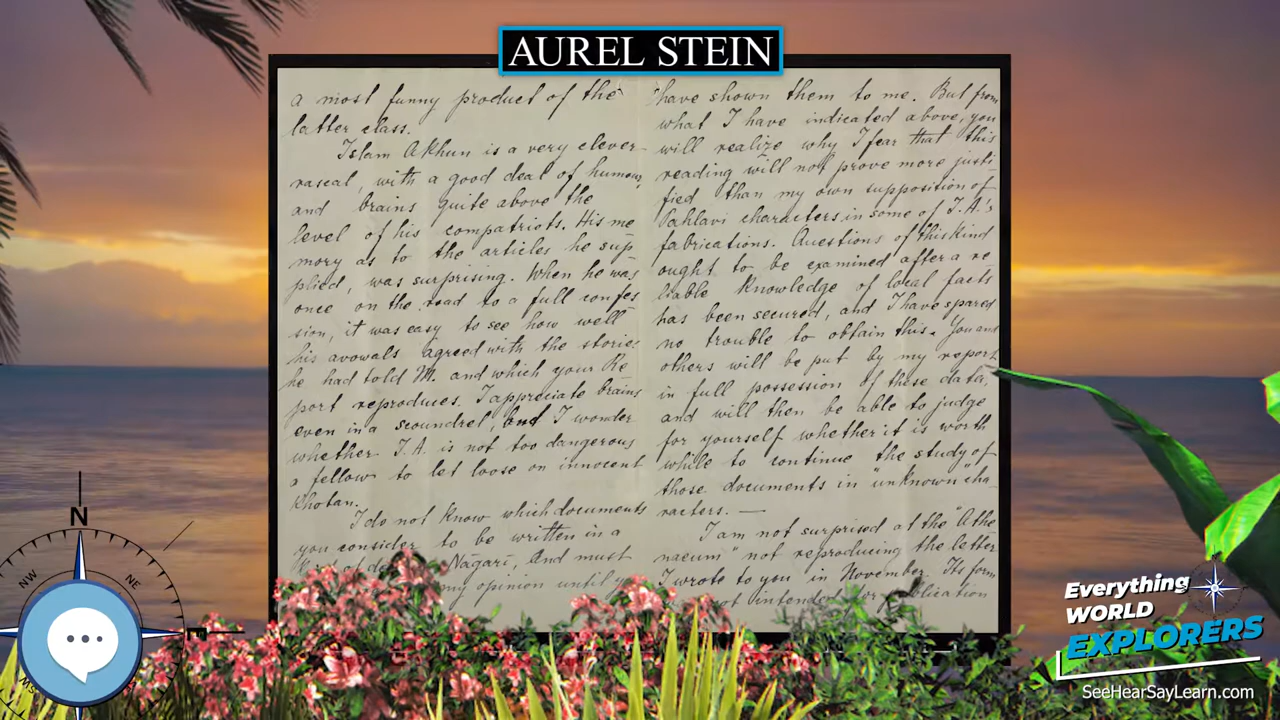 AUREL STEIN
a most funny product of the
latter class.
Islam Akhun is a very clever
rascal, with a good deal of humour,
and brains quite above the
level of his compatriots. His me
mory as to the articles he sup
plied, was surprising. When he was
once on the road to a full confes
sion, it was easy to see how well
his avowals agreed with the stories
he had told M. and which your Re
port reproduces. I appreciate brains
even in a scoundrel, and I wonder
whether I.A. is not too dangerous
a fellow to let loose on innocent
Khotan.
I do not know which documents
you consider to be written in a
Nāgarī, and must
my opinion until
have shown them to me. But from
what I have indicated above, you
will realize why I fear that this
reading will not prove more justi
fied than my own supposition of
Pahlavi characters in some of I.A.'s
fabrications. Questions of this kind
ought to be examined after a re
liable knowledge of local facts
has been secured, and I have spared
no trouble to obtain this. You and
others will be put by my report
in full possession of these data,
and will then be able to judge
for yourself whether it is worth
while to continue the study of
those documents in "unknown" cha
racters. —
I am not surprised at the "Athe
naeum" not reproducing the letter
I wrote to you in November. Its form
not intended for publication
N
NW
NE
E
Everything
WORLD
EXPLORERS
SeeHearSayLearn.com